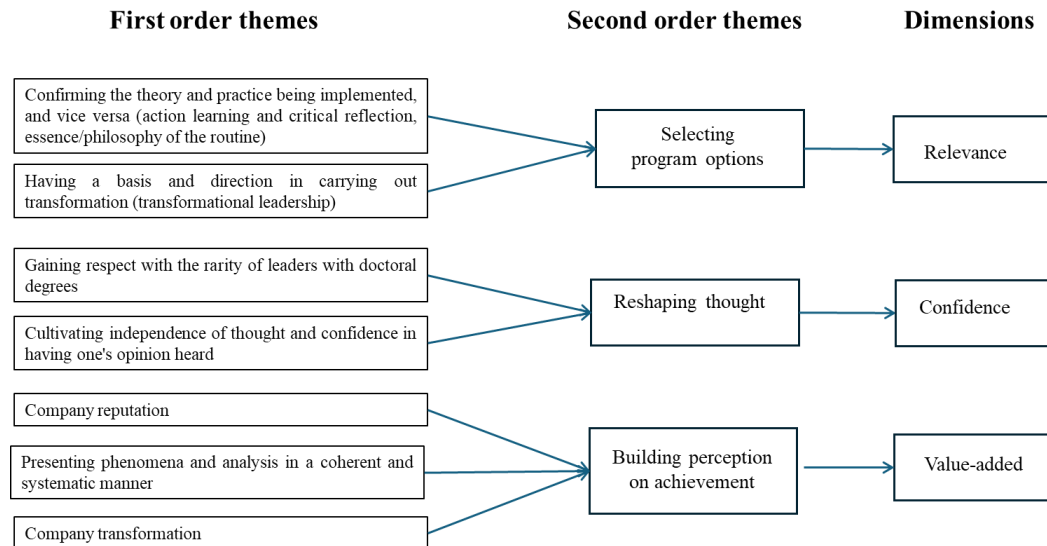 First order themes
Second order themes
Dimensions
Confirming the theory and practice being implemented,
and vice versa (action learning and critical reflection,
essence/philosophy of the routine)
Having a basis and direction in carrying out
transformation (transformational leadership)
Selecting
program options
Relevance
Gaining respect with the rarity of leaders with doctoral
degrees
Cultivating independence of thought and confidence in
having one's opinion heard
Reshaping thought
Confidence
Company reputation
Presenting phenomena and analysis in a coherent and
systematic manner
Company transformation
Building perception
on achievement
Value-added